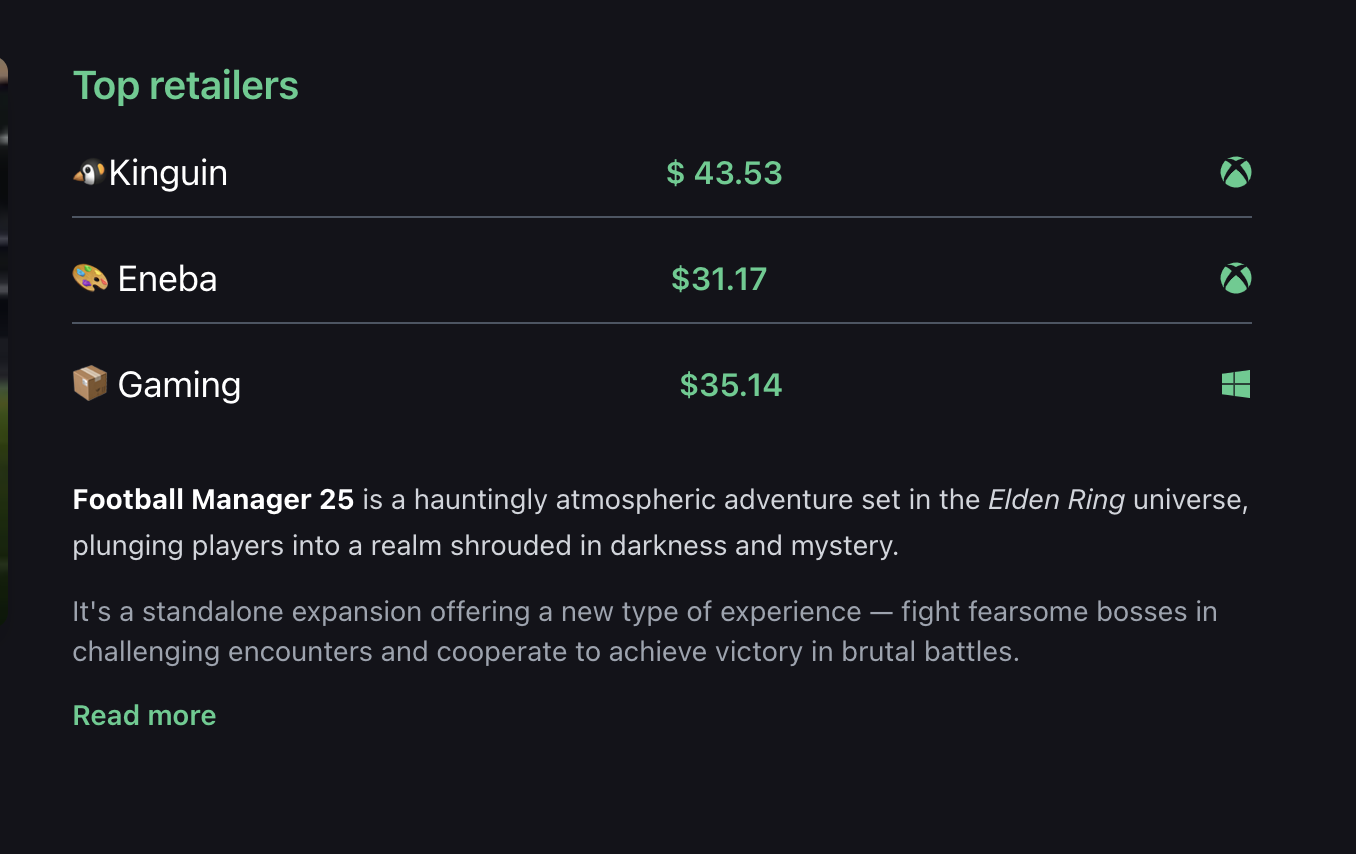 Top retailers
Kinguin $ 43.53
Eneba $31.17
Gaming $35.14
Football Manager 25 is a hauntingly atmospheric adventure set in the Elden Ring universe,
plunging players into a realm shrouded in darkness and mystery.
It's a standalone expansion offering a new type of experience — fight fearsome bosses in
challenging encounters and cooperate to achieve victory in brutal battles.
Read more